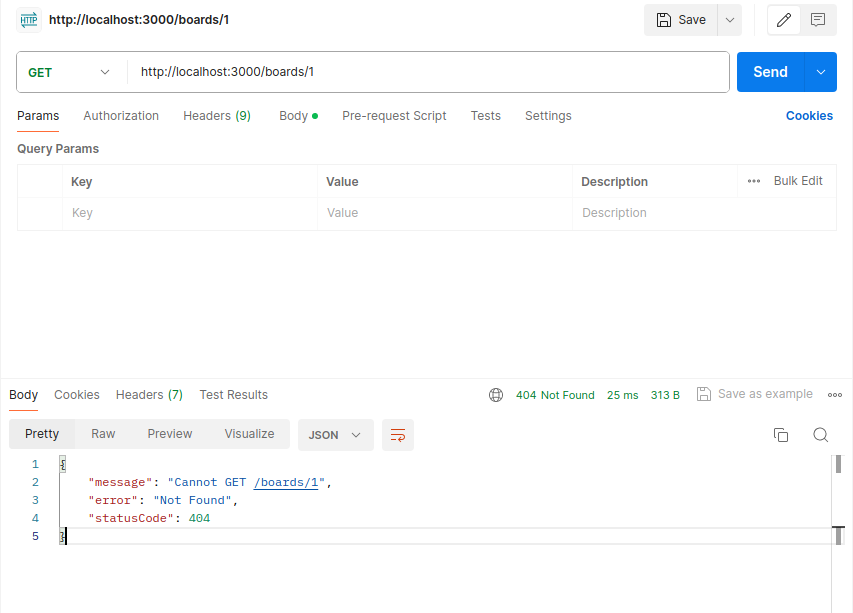 HTTP http://localhost:3000/boards/1 Save
GET http://localhost:3000/boards/1 Send
Params Authorization Headers (9) Body Pre-request Script Tests Settings Cookies
Query Params
Key Value Description Bulk Edit
Key Value Description
Body Cookies Headers (7) Test Results 404 Not Found 25 ms 313 B Save as example
Pretty Raw Preview Visualize JSON
1 {
2 "message": "Cannot GET /boards/1",
3 "error": "Not Found",
4 "statusCode": 404
5 }